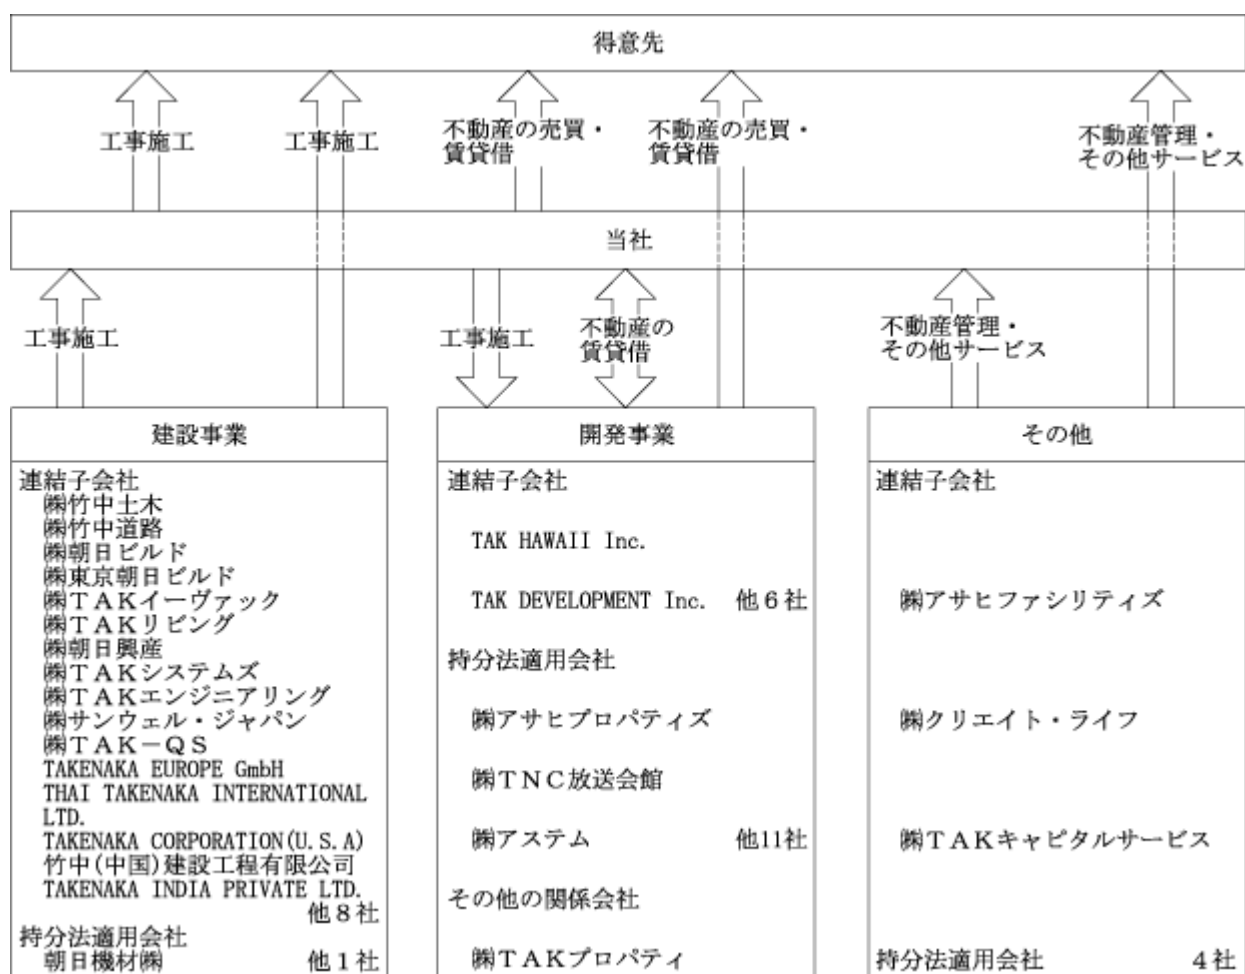 得意先
工事施工
工事施工
不動産の売買・
賃貸借
不動産の売買・
賃貸借
不動産管理・
その他サービス
当社
工事施工
工事施工
不動産の
賃貸借
不動産管理・
その他サービス
建設事業
連結子会社
㈱竹中土木
㈱竹中道路
㈱朝日ビルド
㈱東京朝日ビルド
㈱ＴＡＫイーヴァック
㈱ＴＡＫリビング
㈱朝日興産
㈱ＴＡＫシステムズ
㈱ＴＡＫエンジニアリング
㈱サンウェル・ジャパン
㈱ＴＡＫ－ＱＳ
TAKENAKA EUROPE GmbH
THAI TAKENAKA INTERNATIONAL
LTD.
TAKENAKA CORPORATION(U.S.A)
竹中(中国)建設工程有限公司
TAKENAKA INDIA PRIVATE LTD.
他８社
持分法適用会社
朝日機材㈱　他１社
開発事業
連結子会社
TAK HAWAII Inc.
TAK DEVELOPMENT Inc.　他６社
持分法適用会社
㈱アサヒプロパティズ
㈱ＴＮＣ放送会館
㈱アステム　他11社
その他の関係会社
㈱ＴＡＫプロパティ
その他
連結子会社
㈱アサヒファシリティズ
㈱クリエイト・ライフ
㈱ＴＡＫキャピタルサービス
持分法適用会社　４社